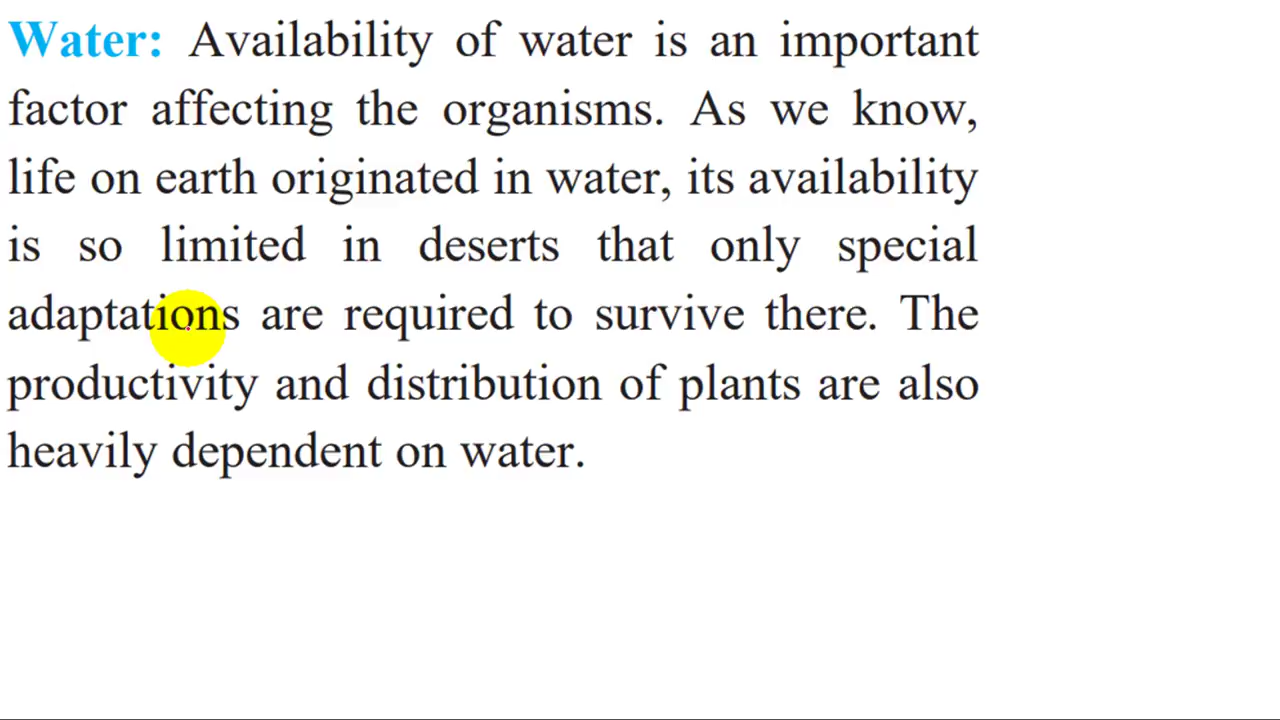 Water: Availability of water is an important
factor affecting the organisms. As we know,
life on earth originated in water, its availability
is so limited in deserts that only special
adaptations are required to survive there. The
productivity and distribution of plants are also
heavily dependent on water.